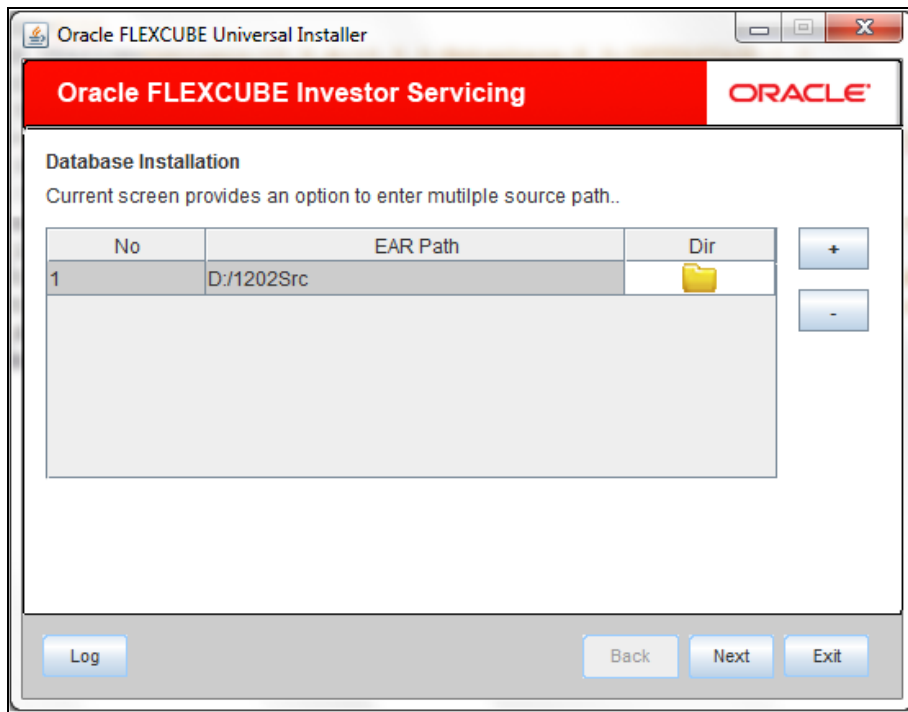 Oracle FLEXCUBE Universal Installer
Oracle FLEXCUBE Investor Servicing ORACLE
Database Installation
Current screen provides an option to enter mutilple source path..
No EAR Path Dir +
1 D:/1202Src
-
Log Back Next Exit